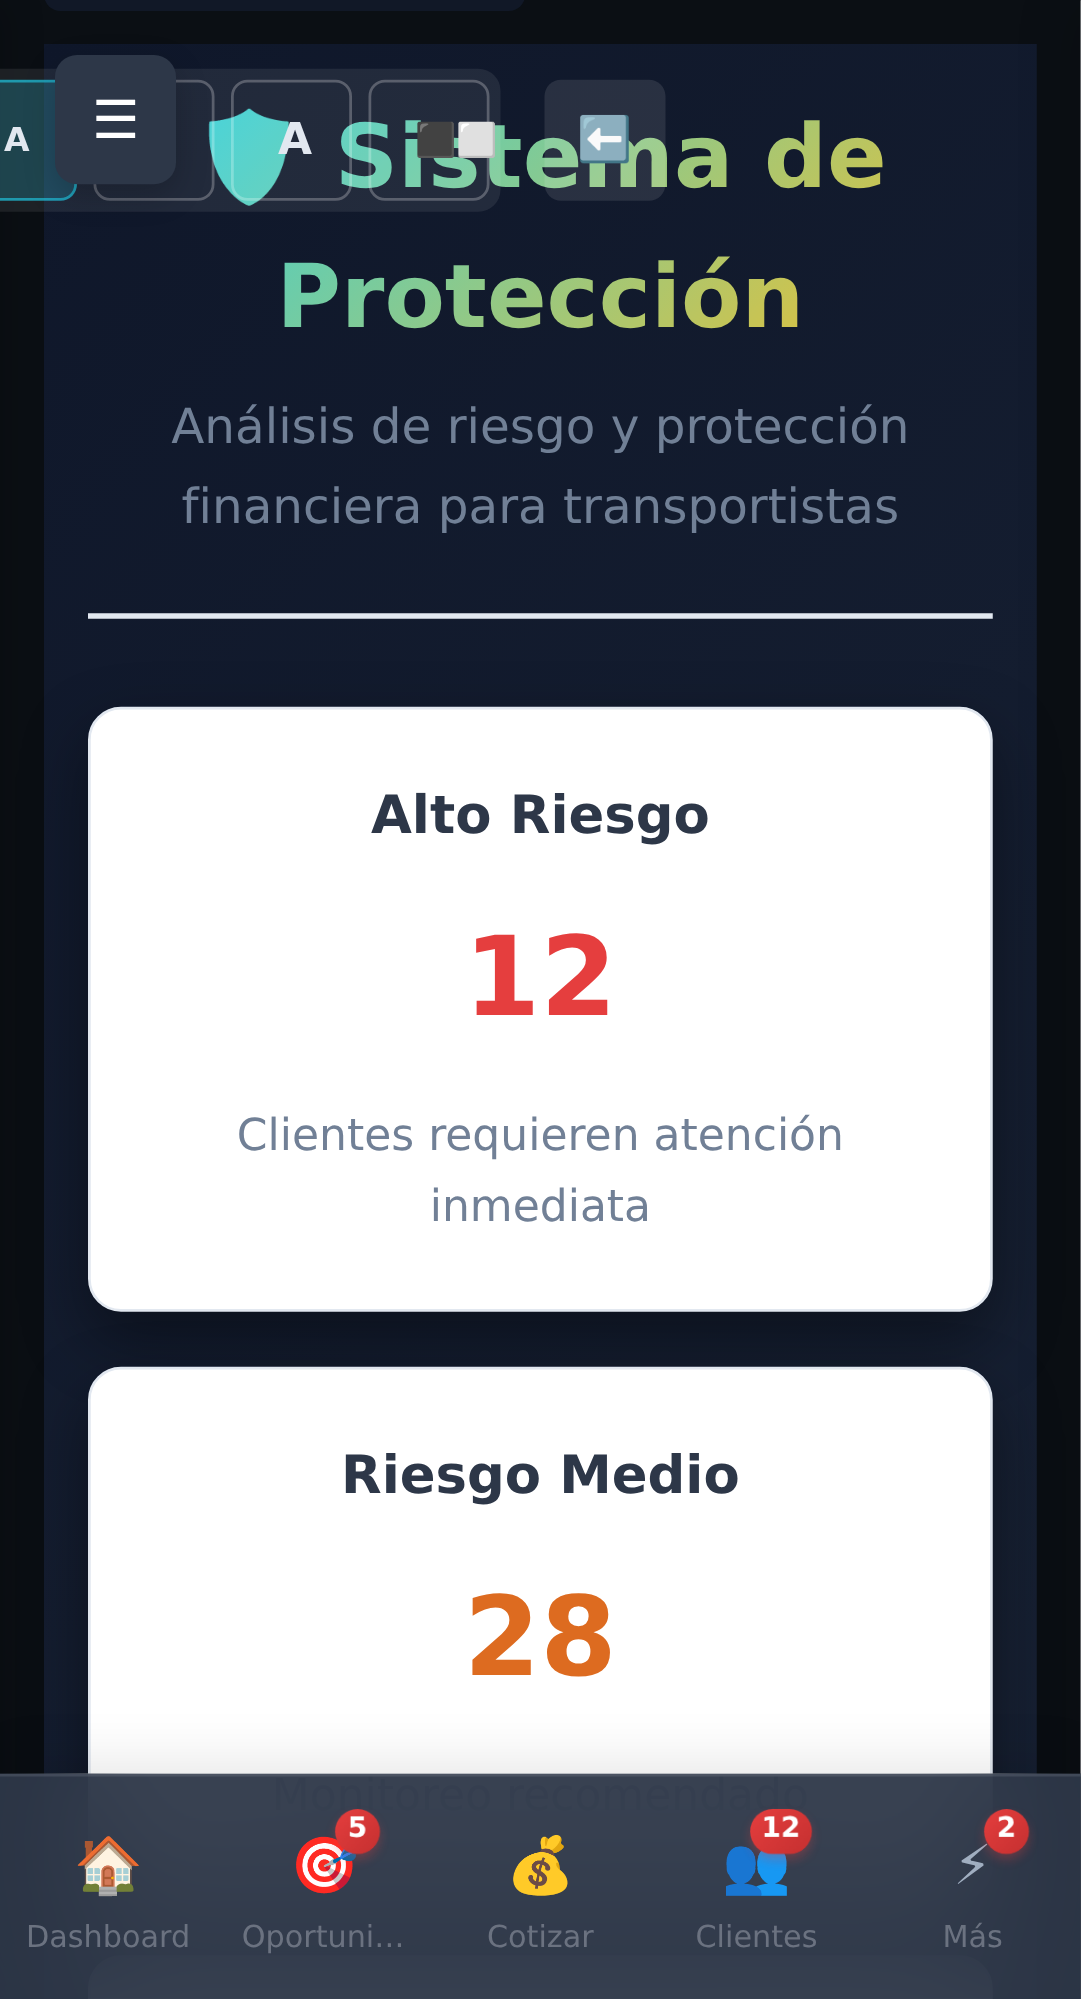 A
A
Sistema de
Protección
Análisis de riesgo y protección
financiera para transportistas
Alto Riesgo
12
Clientes requieren atención
inmediata
Riesgo Medio
28
Monitoreo recomendado
5
12
2
Dashboard
Oportuni...
Cotizar
Clientes
Más